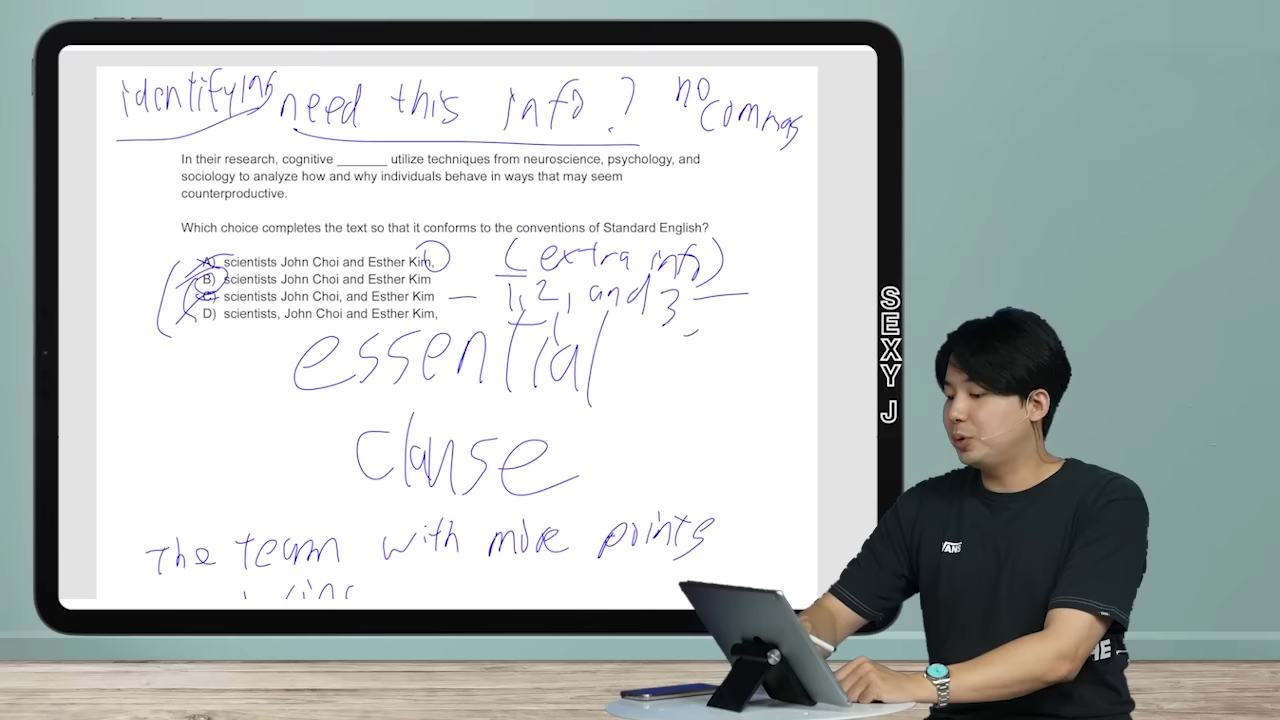 identifying need this info? no commas
In their research, cognitive _______ utilize techniques from neuroscience, psychology, and
sociology to analyze how and why individuals behave in ways that may seem
counterproductive.
Which choice completes the text so that it conforms to the conventions of Standard English?
A) scientists John Choi and Esther Kim,
B) scientists John Choi and Esther Kim
C) scientists John Choi, and Esther Kim
D) scientists, John Choi and Esther Kim,
(extra info)
1, 2, and 3
essential
clause
The team with more points
SEXY J
VANS